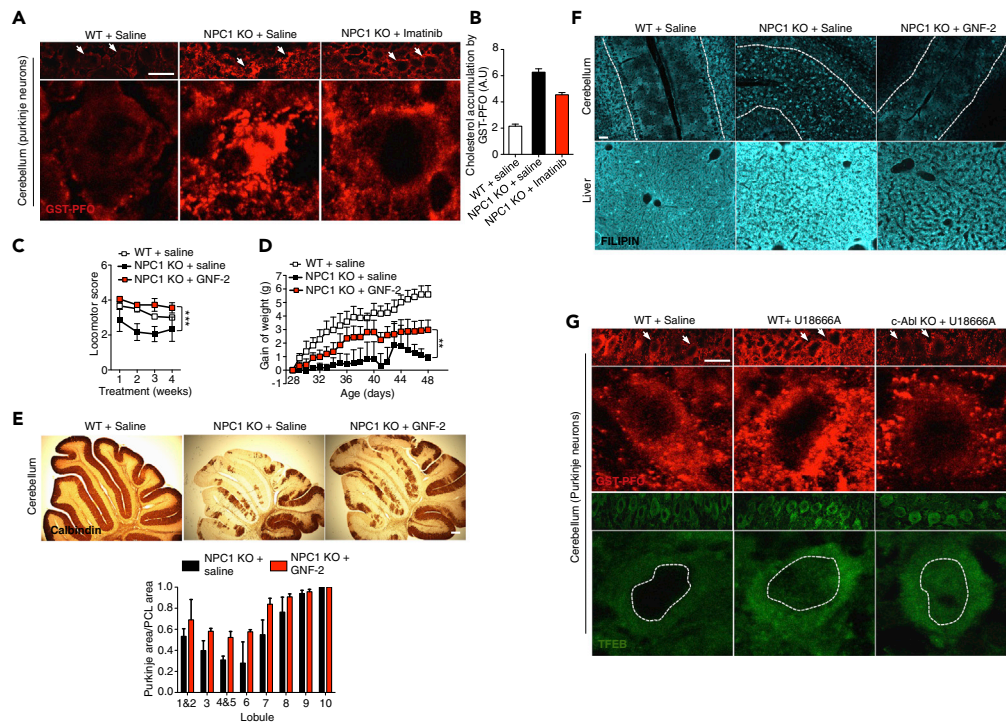 A
WT + Saline
NPC1 KO + Saline
NPC1 KO + Imatinib
Cerebellum (purkinje neurons)
GST-PFO
B
Cholesterol accumulation by
GST-PFO (A.U)
8
6
4
2
0
WT + saline
NPC1 KO + saline
NPC1 KO + Imatinib
C
WT + saline
NPC1 KO + saline
NPC1 KO + GNF-2
Locomotor score
6
4
2
0
***
1 2 3 4
Treatment (weeks)
D
WT + saline
NPC1 KO + saline
NPC1 KO + GNF-2
Gain of weight (g)
7
6
5
4
3
2
1
0
-1
**
28 32 36 40 44 48
Age (days)
E
WT + Saline
NPC1 KO + Saline
NPC1 KO + GNF-2
Cerebellum
Calbindin
NPC1 KO +
saline
NPC1 KO +
GNF-2
Purkinje area/PCL area
1.0
0.8
0.6
0.4
0.2
0.0
1&2 3 4&5 6 7 8 9 10
Lobule
F
WT + Saline
NPC1 KO + Saline
NPC1 KO + GNF-2
Cerebellum
Liver
FILIPIN
G
WT + Saline
WT+ U18666A
c-Abl KO + U18666A
Cerebellum (Purkinje neurons)
GST-PFO
TFEB